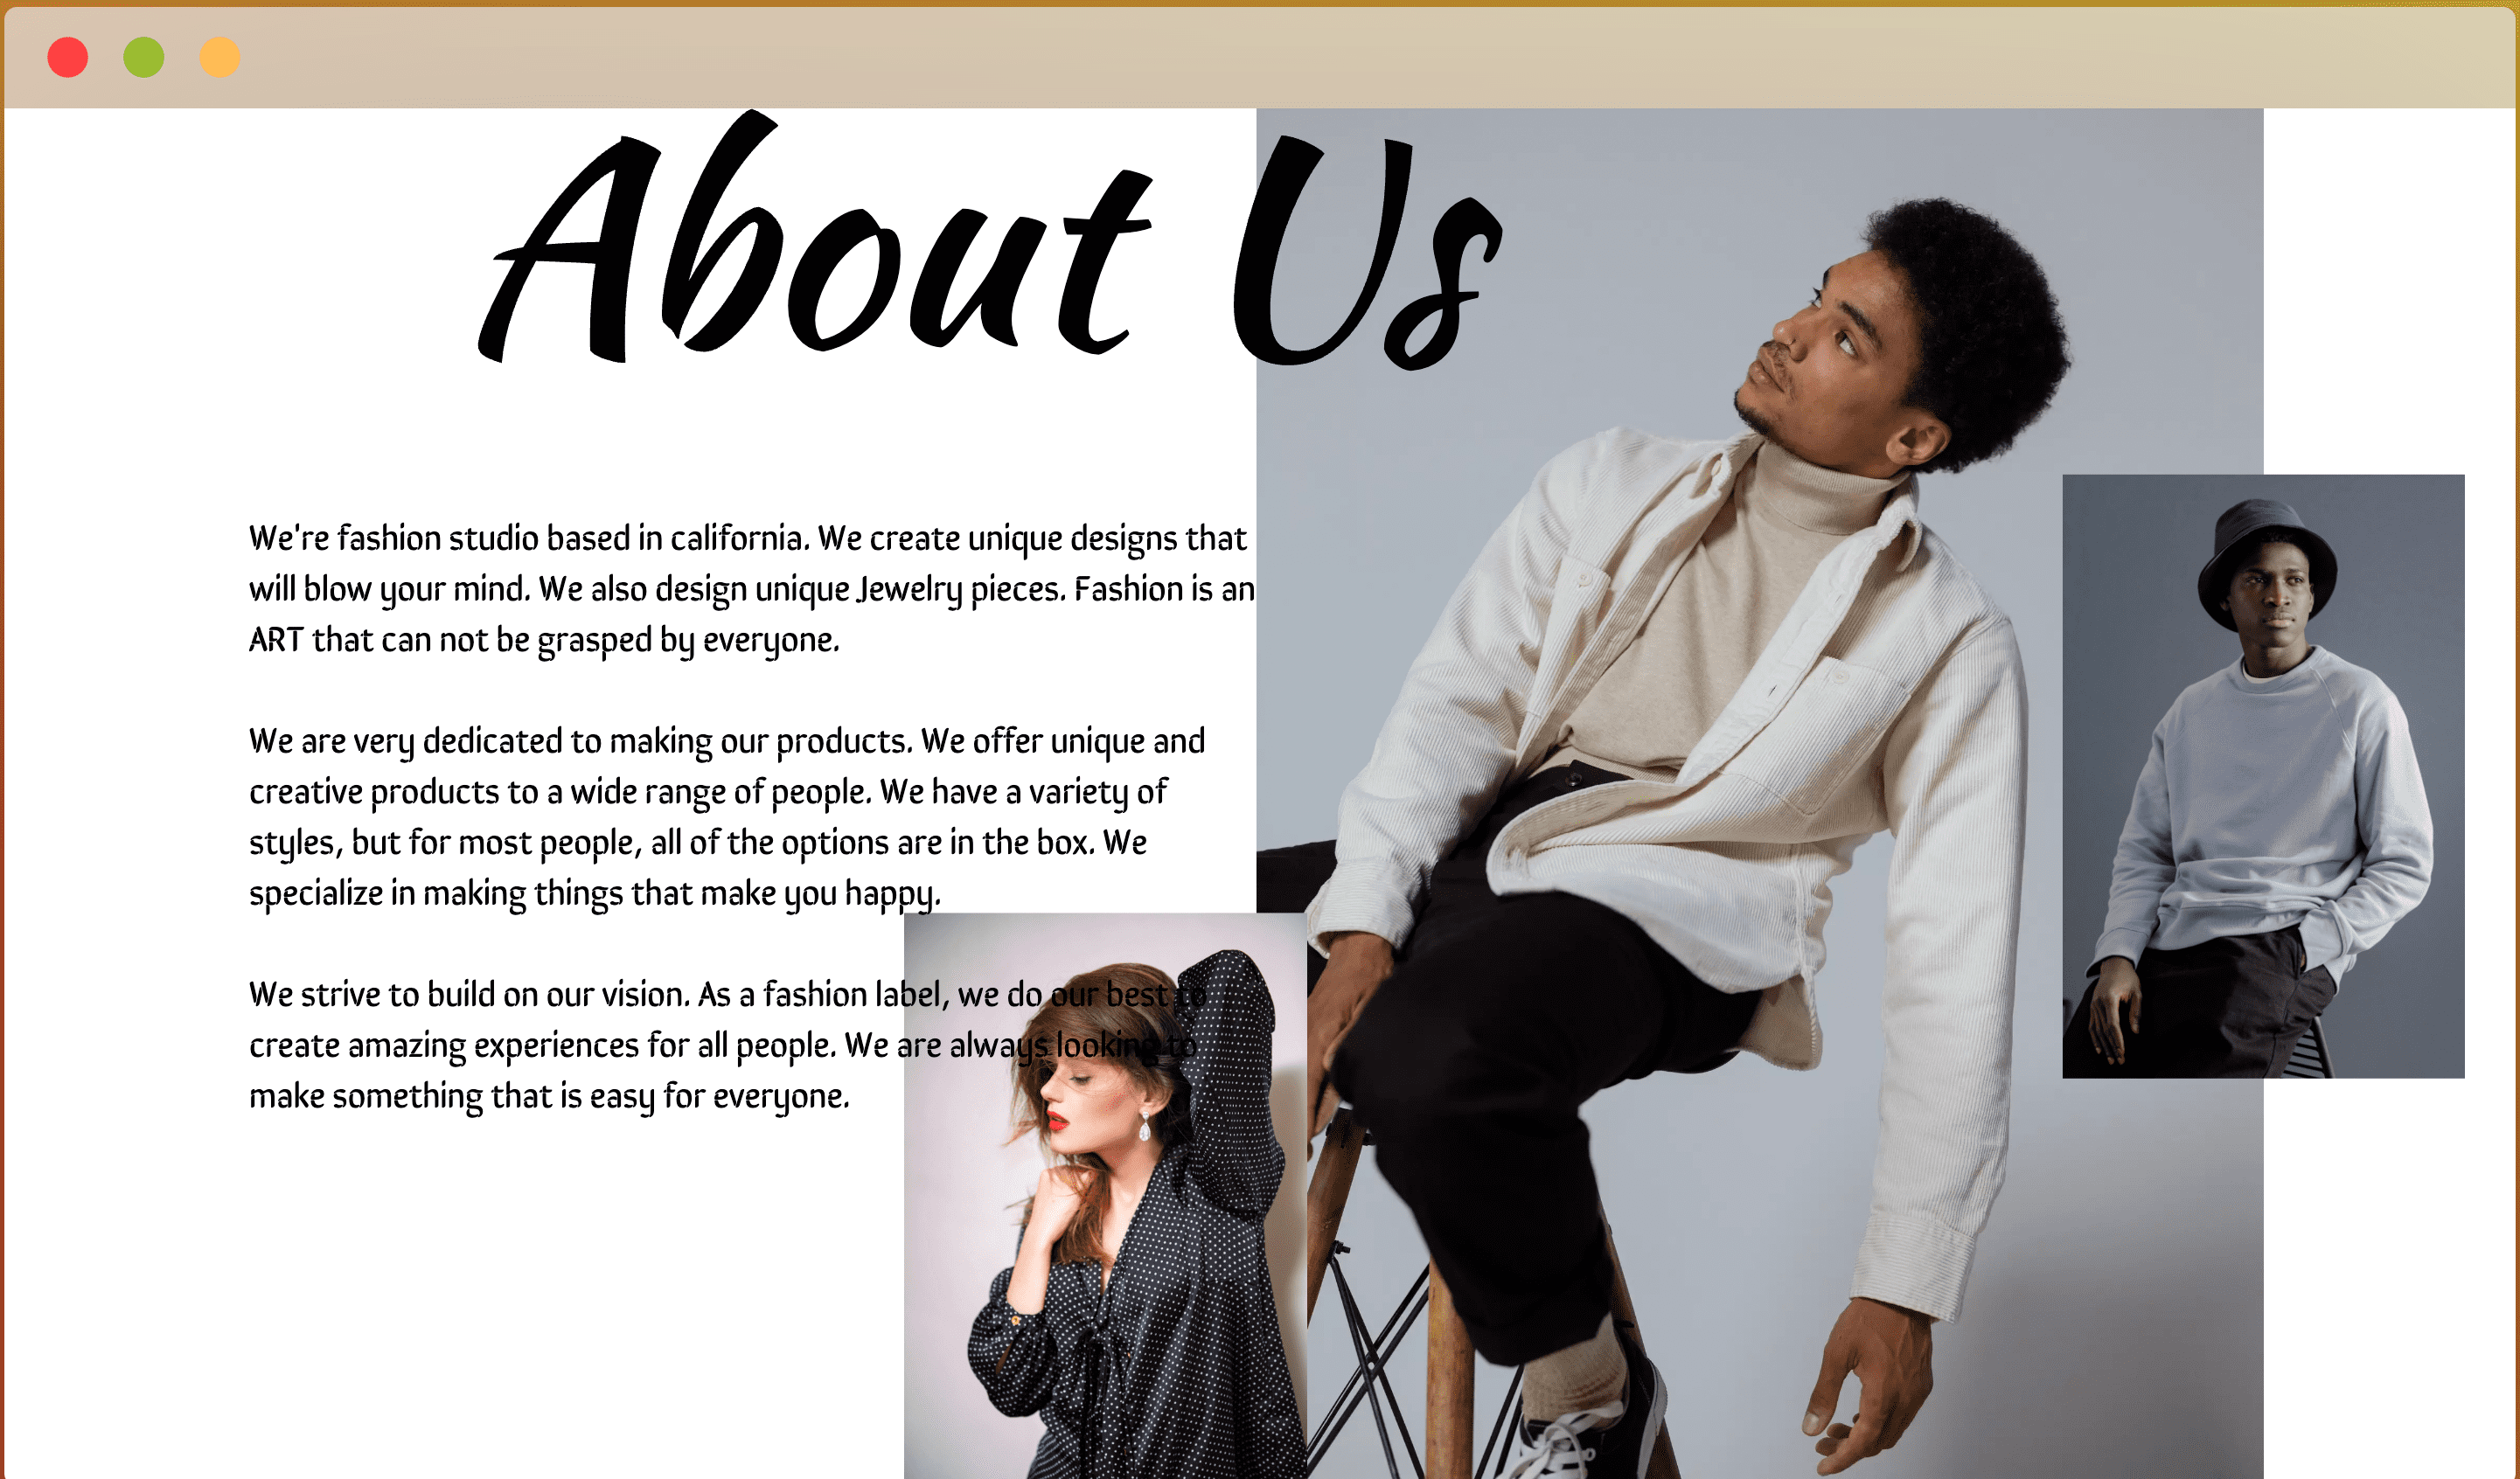 About Us
We're fashion studio based in california. We create unique designs that
will blow your mind. We also design unique Jewelry pieces. Fashion is an
ART that can not be grasped by everyone.
We are very dedicated to making our products. We offer unique and
creative products to a wide range of people. We have a variety of
styles, but for most people, all of the options are in the box. We
specialize in making things that make you happy.
We strive to build on our vision. As a fashion label, we do our best to
create amazing experiences for all people. We are always looking to
make something that is easy for everyone.